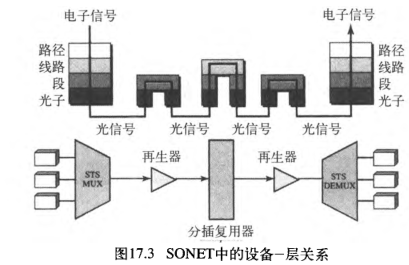 电子信号 电子信号
路径 路径
线路 线路
段 段
光子 光子
光信号 光信号 光信号 光信号
再生器 再生器
STS MUX
STS DEMUX
分插复用器
图17.3 SONET中的设备-层关系